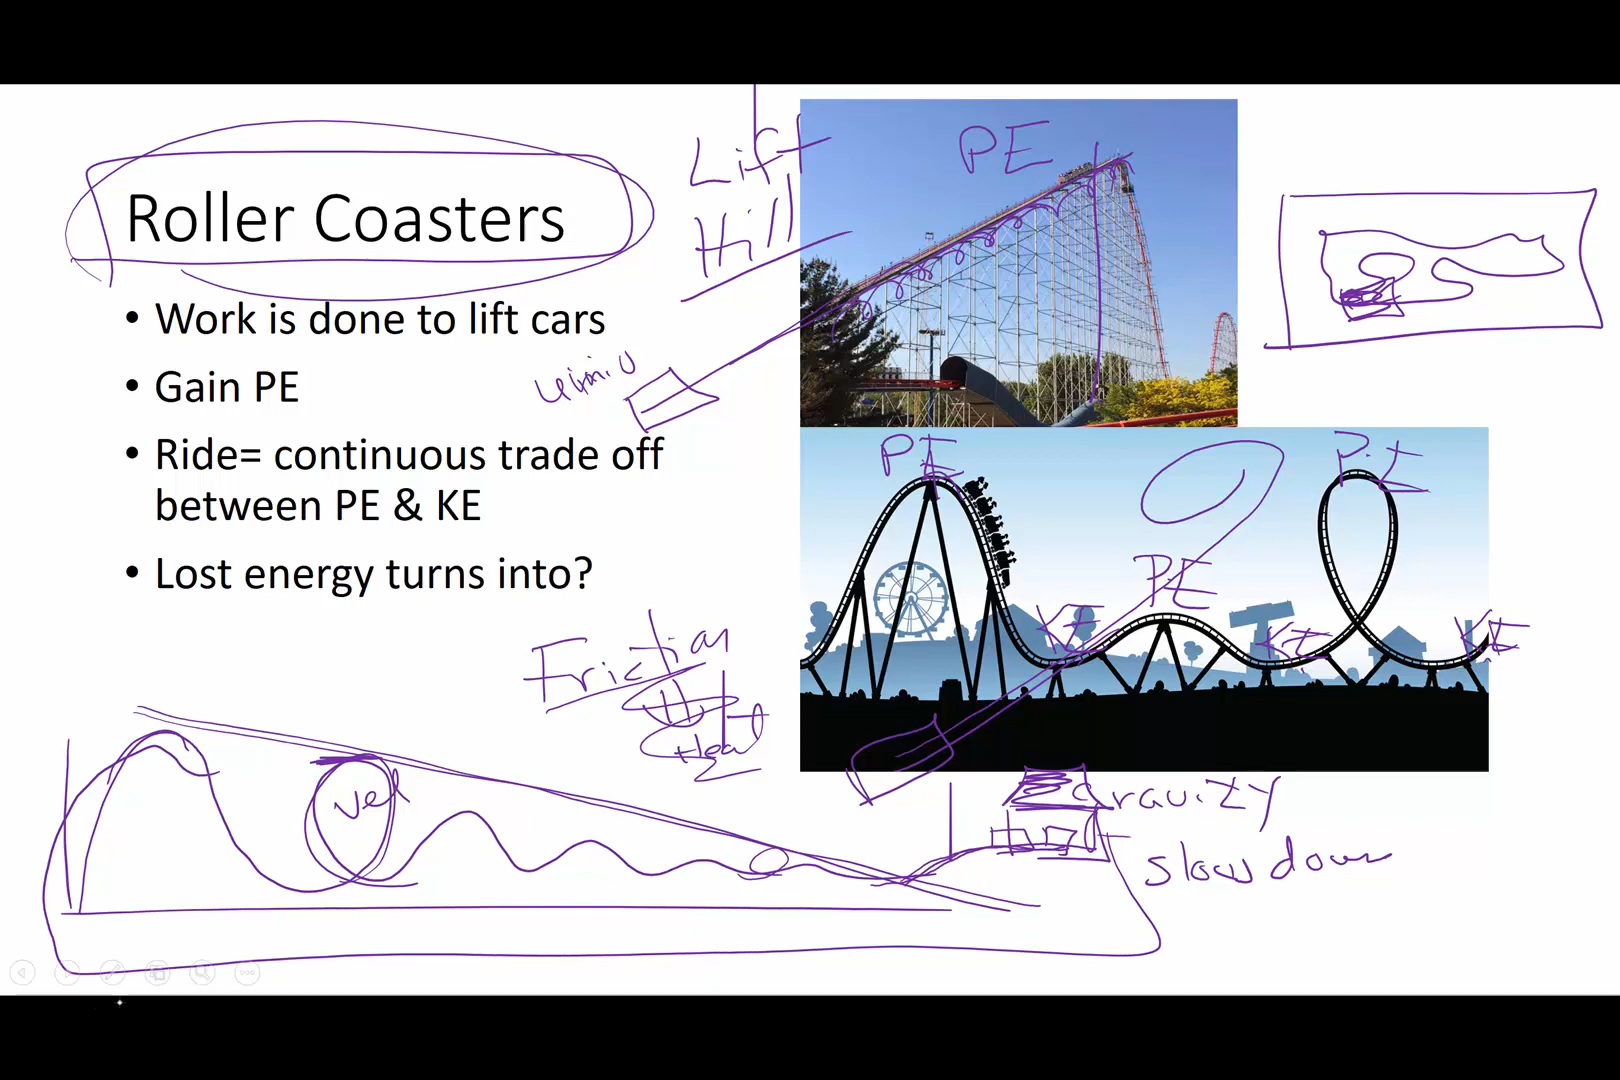 Roller Coasters
• Work is done to lift cars
• Gain PE
• Ride= continuous trade off
between PE & KE
• Lost energy turns into?
Lift
Hill
PE
PE
PE
P.E
KE
KE
KE
Friction
Heat
Vel
Gravity
slow down